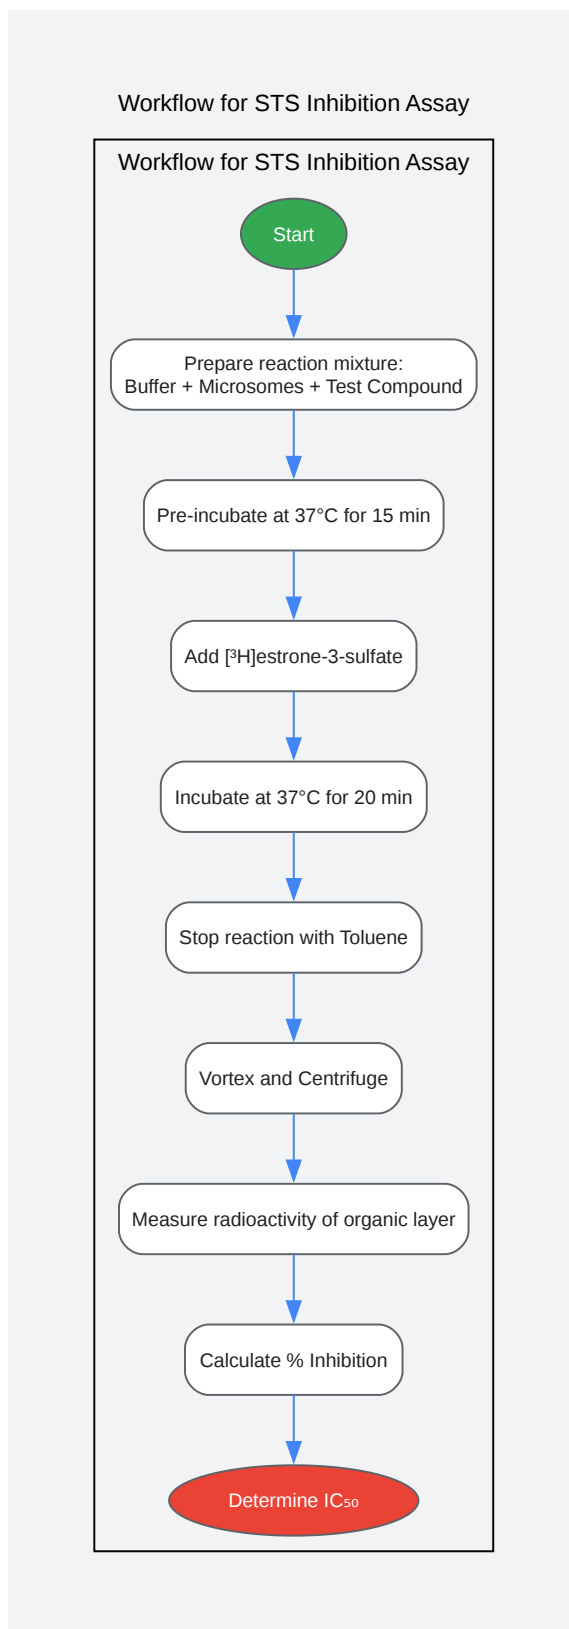 Workflow for STS Inhibition Assay
Workflow for STS Inhibition Assay
Start
Prepare reaction mixture:
Buffer + Microsomes + Test Compound
Pre-incubate at 37°C for 15 min
Add [³H]estrone-3-sulfate
Incubate at 37°C for 20 min
Stop reaction with Toluene
Vortex and Centrifuge
Measure radioactivity of organic layer
Calculate % Inhibition
Determine IC₅₀